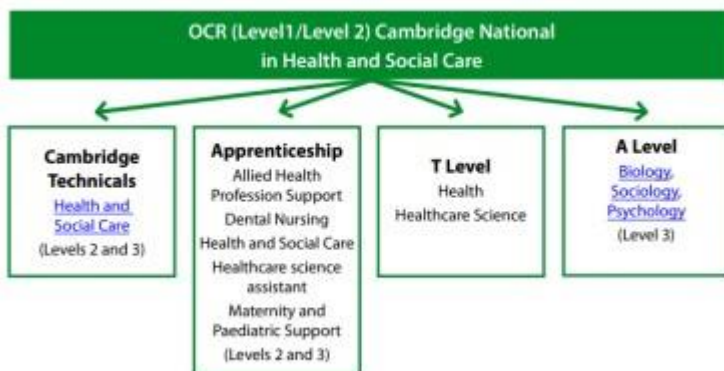 OCR (Level1/Level 2) Cambridge National
in Health and Social Care
Cambridge
Technicals
Health and
Social Care
(Levels 2 and 3)
Apprenticeship
Allied Health
Profession Support
Dental Nursing
Health and Social Care
Healthcare science
assistant
Maternity and
Paediatric Support
(Levels 2 and 3)
T Level
Health
Healthcare Science
A Level
Biology,
Sociology,
Psychology
(Level 3)